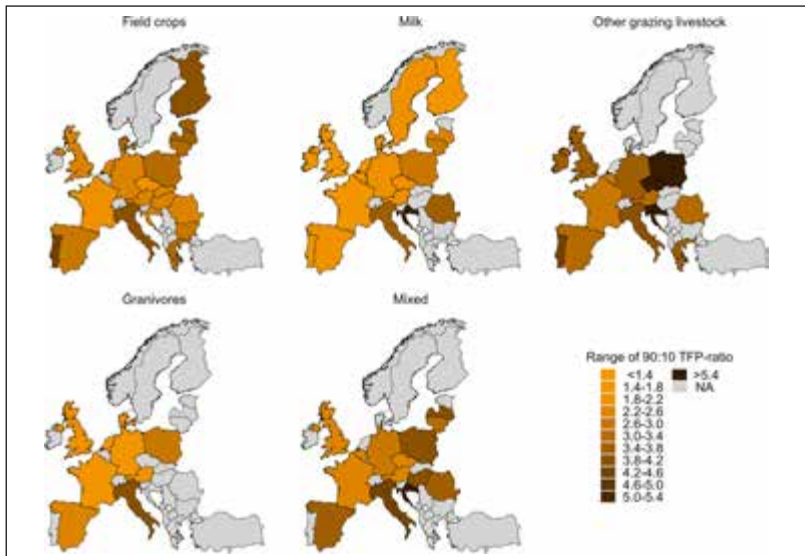 Field crops
Milk
Other grazing livestock
Granivores
Mixed
Range of 90:10 TFP-ratio
<1.4
1.4-1.8
1.8-2.2
2.2-2.6
2.6-3.0
3.0-3.4
3.4-3.8
3.8-4.2
4.2-4.6
4.6-5.0
5.0-5.4
>5.4
NA